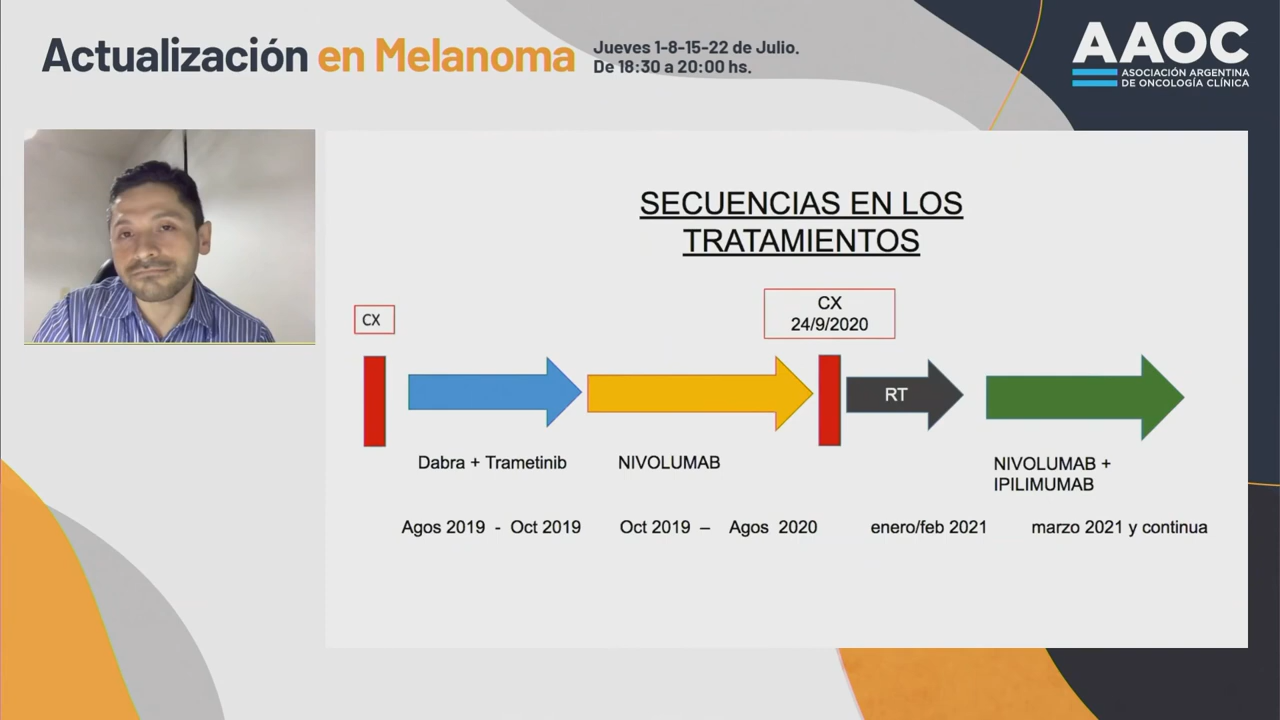 Actualización en Melanoma
Jueves 1-8-15-22 de Julio.
De 18:30 a 20:00 hs.
AAOC
ASOCIACIÓN ARGENTINA
DE ONCOLOGÍA CLÍNICA
SECUENCIAS EN LOS
TRATAMIENTOS
CX
CX
24/9/2020
RT
Dabra + Trametinib
NIVOLUMAB
NIVOLUMAB +
IPILIMUMAB
Agos 2019 - Oct 2019
Oct 2019 – Agos 2020
enero/feb 2021
marzo 2021 y continua